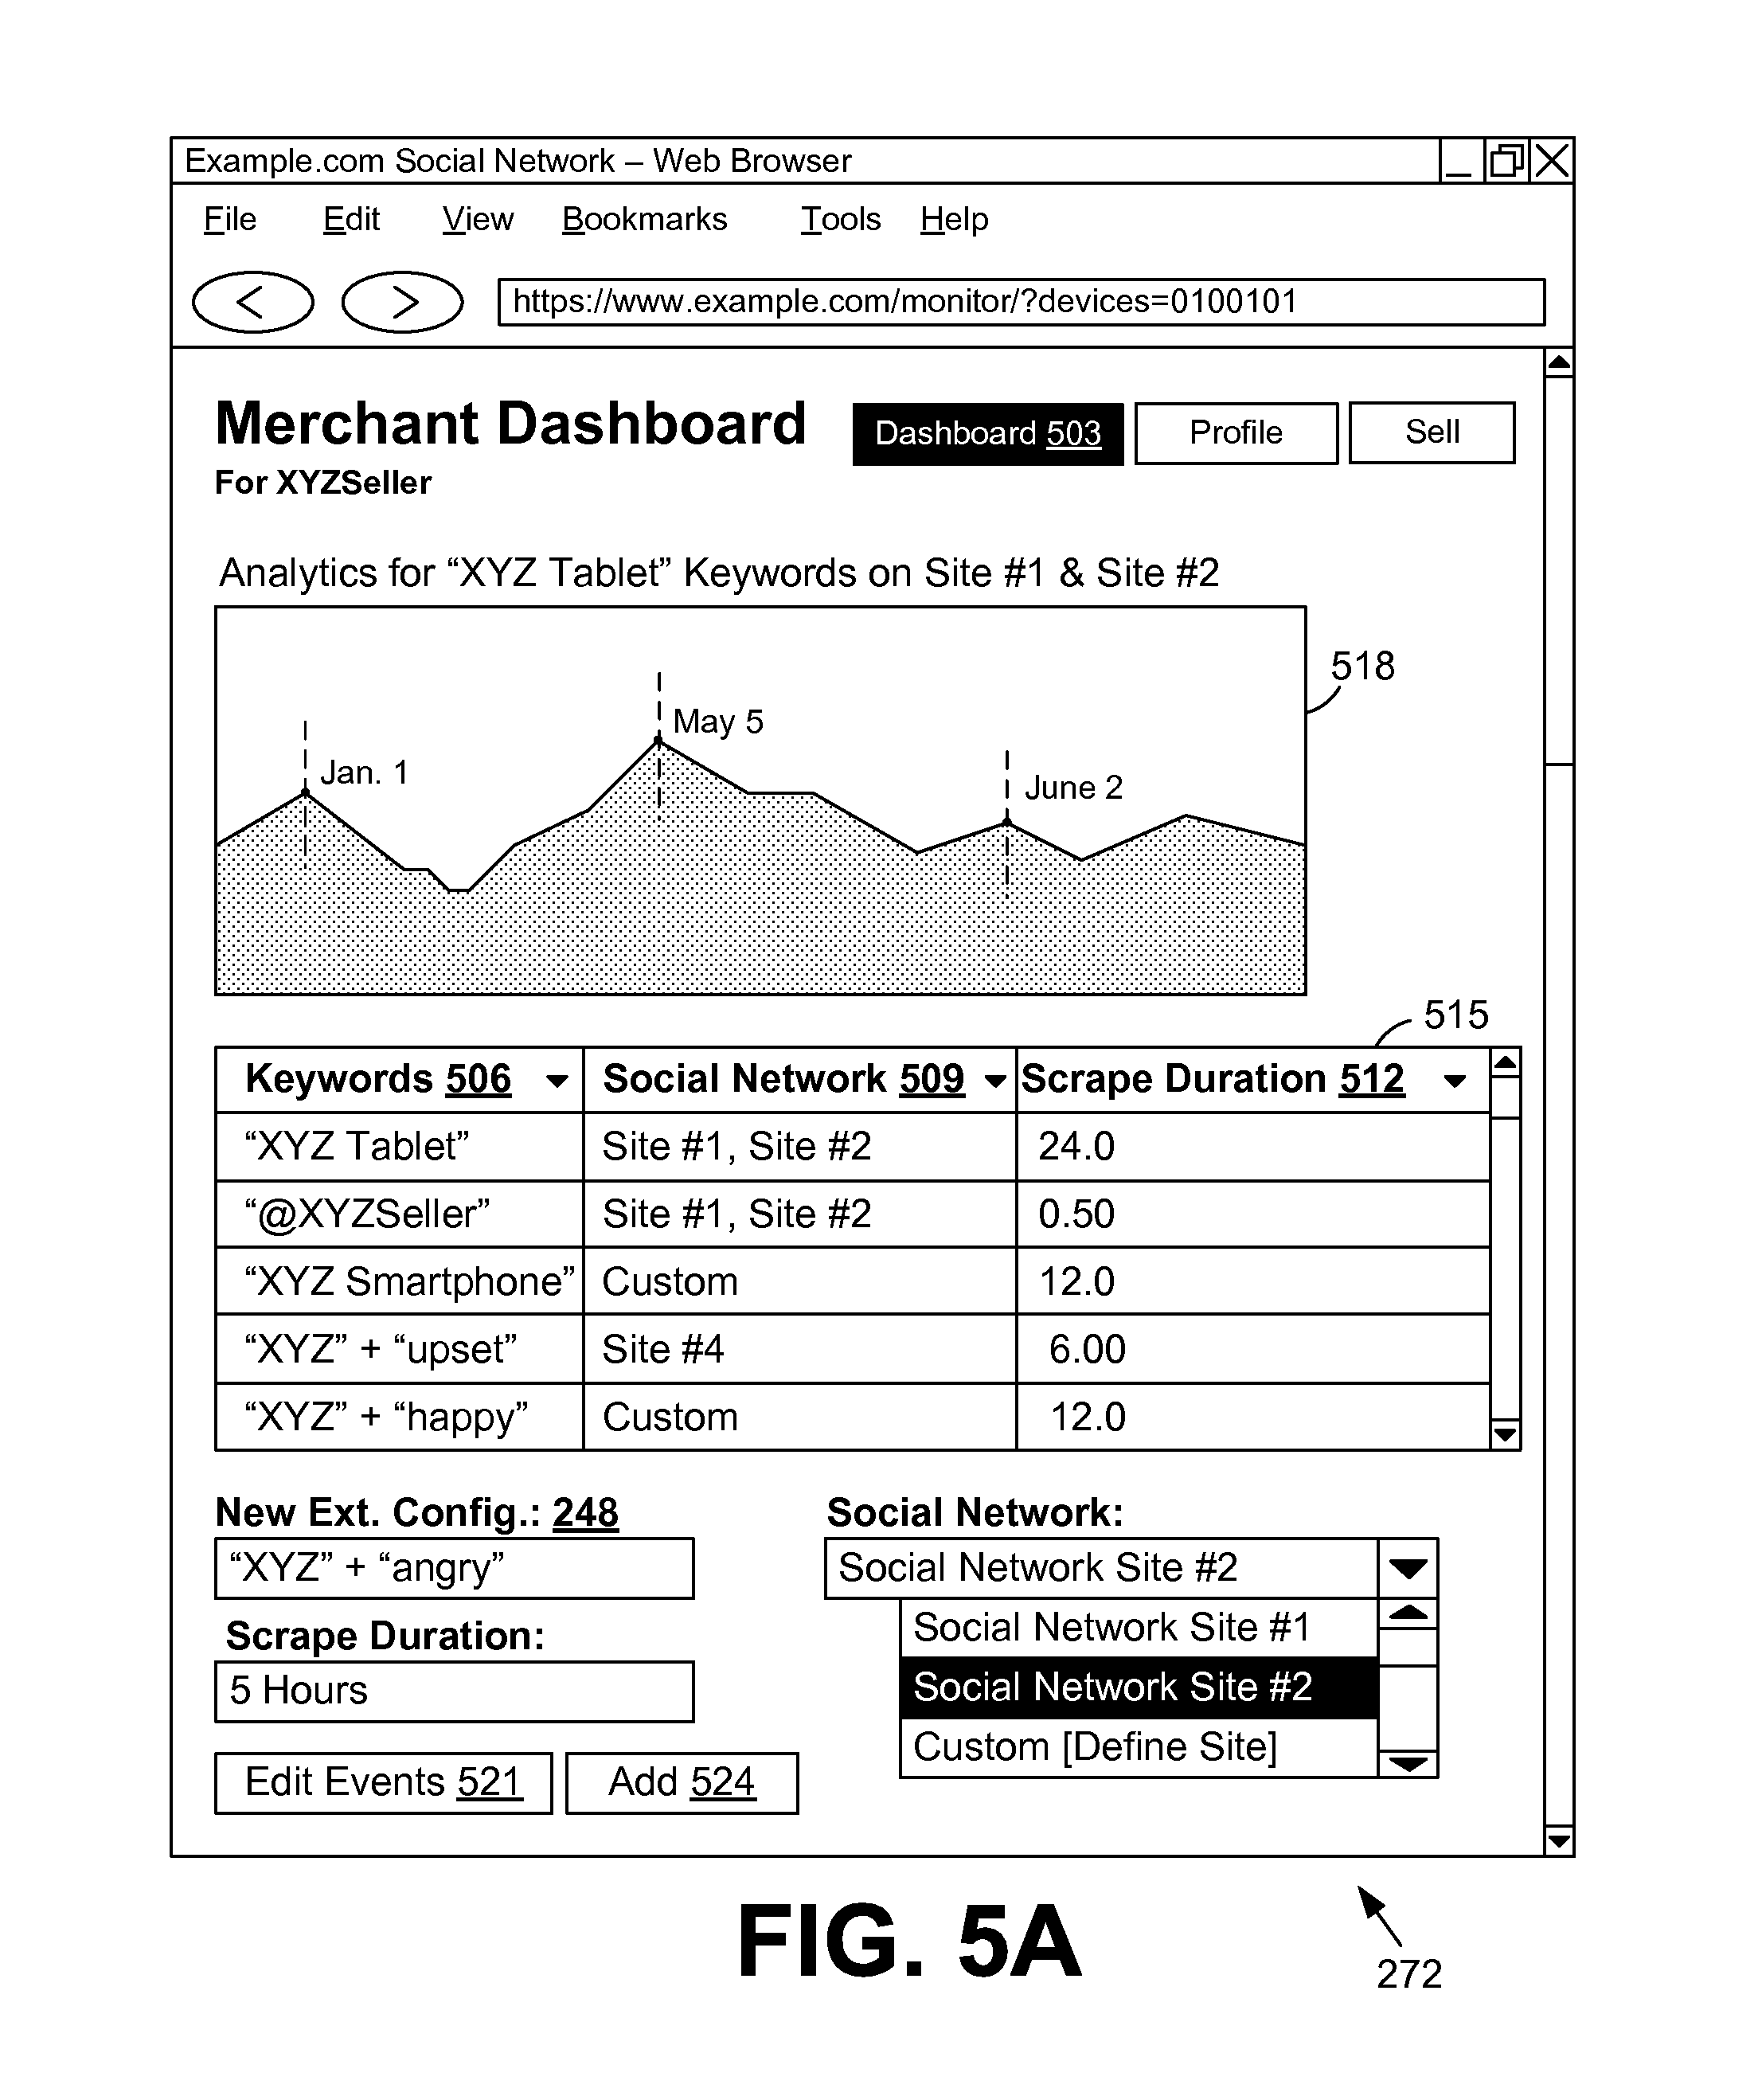 Example.com Social Network – Web Browser
File Edit View Bookmarks Tools Help
< > https://www.example.com/monitor/?devices=0100101
Merchant Dashboard
Dashboard 503 Profile Sell
For XYZSeller
Analytics for “XYZ Tablet” Keywords on Site #1 & Site #2
518
May 5
Jan. 1
June 2
515
Keywords 506 Social Network 509 Scrape Duration 512
“XYZ Tablet” Site #1, Site #2 24.0
“@XYZSeller” Site #1, Site #2 0.50
“XYZ Smartphone” Custom 12.0
“XYZ” + “upset” Site #4 6.00
“XYZ” + “happy” Custom 12.0
New Ext. Config.: 248 Social Network:
“XYZ” + “angry” Social Network Site #2
Social Network Site #1
Scrape Duration:
5 Hours Social Network Site #2
Custom [Define Site]
Edit Events 521 Add 524
FIG. 5A
272